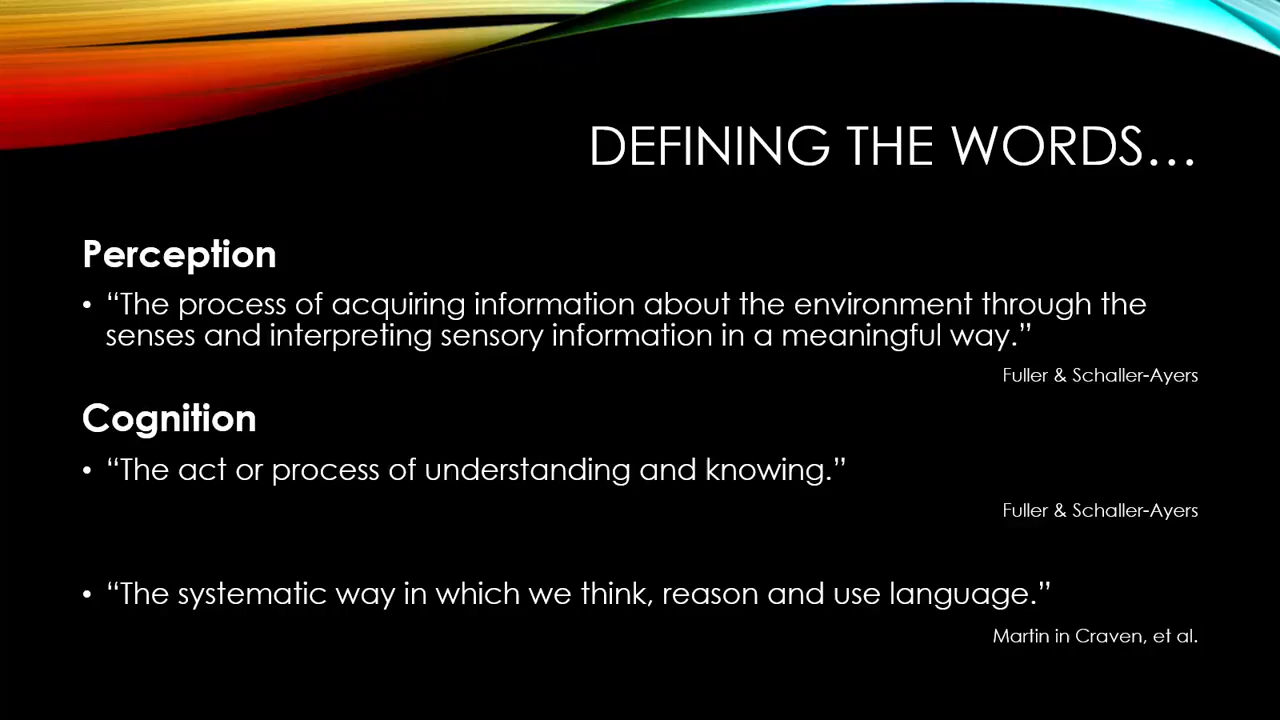 DEFINING THE WORDS…
Perception
• “The process of acquiring information about the environment through the
senses and interpreting sensory information in a meaningful way.”
Fuller & Schaller-Ayers
Cognition
• “The act or process of understanding and knowing.”
Fuller & Schaller-Ayers
• “The systematic way in which we think, reason and use language.”
Martin in Craven, et al.